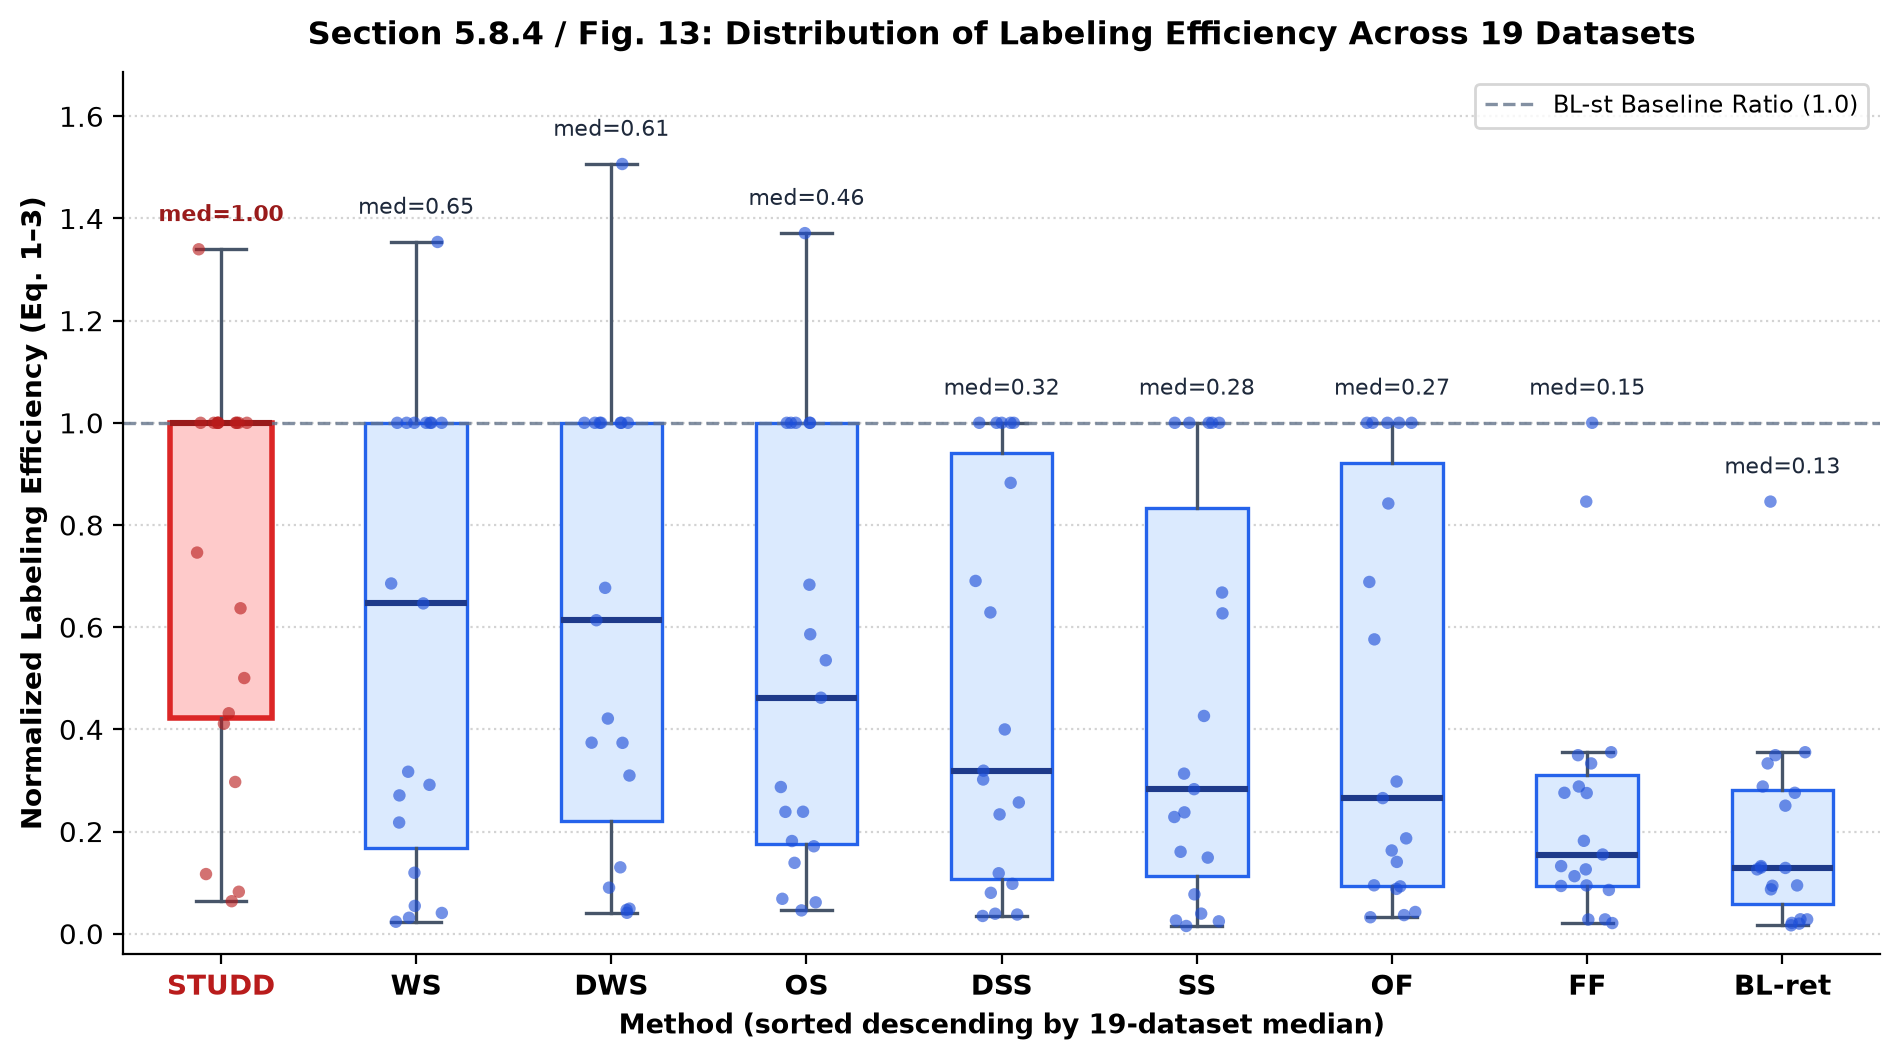 Section 5.8.4 / Fig. 13: Distribution of Labeling Efficiency Across 19 Datasets
BL-st Baseline Ratio (1.0)
Normalized Labeling Efficiency (Eq. 1–3)
1.6
1.4
1.2
1.0
0.8
0.6
0.4
0.2
0.0
med=1.00
med=0.65
med=0.61
med=0.46
med=0.32
med=0.28
med=0.27
med=0.15
med=0.13
STUDD WS DWS OS DSS SS OF FF BL-ret
Method (sorted descending by 19-dataset median)